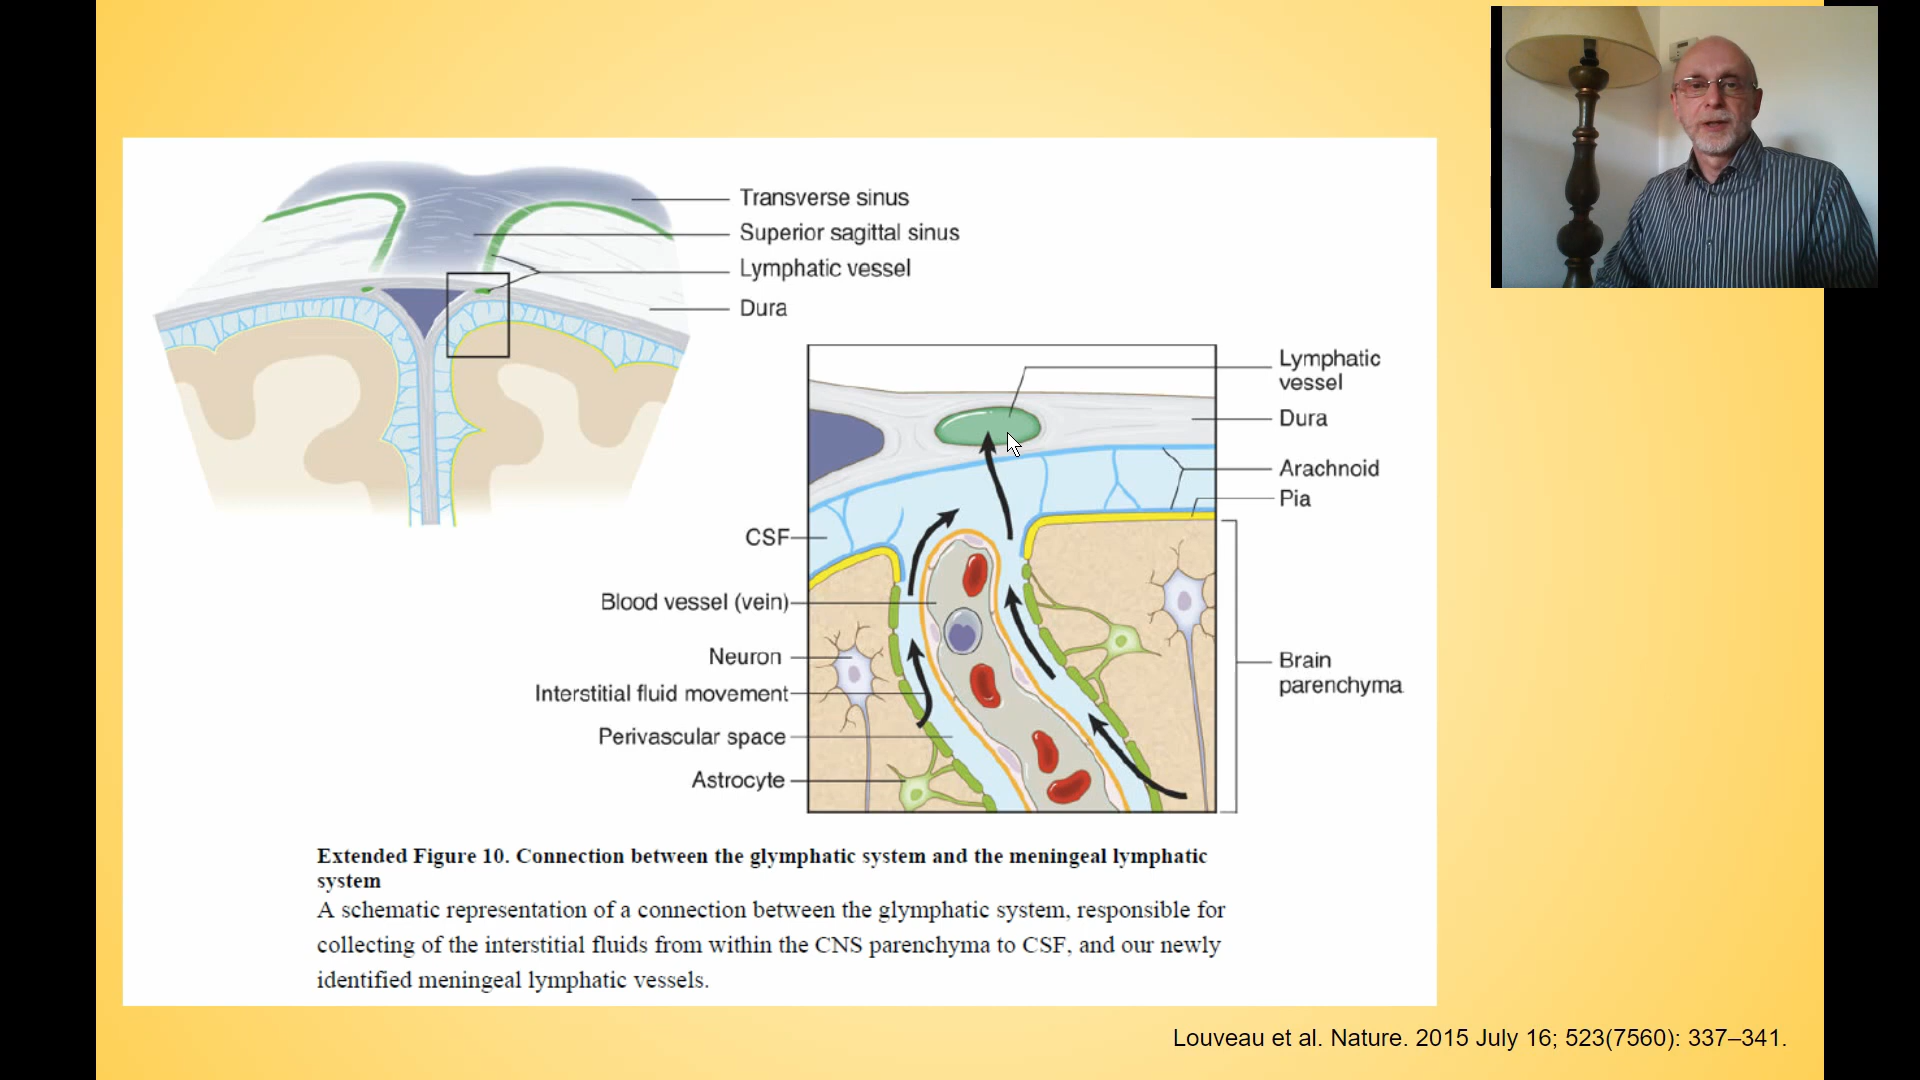 Transverse sinus
Superior sagittal sinus
Lymphatic vessel
Dura
Lymphatic
vessel
Dura
Arachnoid
Pia
CSF
Blood vessel (vein)
Neuron
Interstitial fluid movement
Perivascular space
Astrocyte
Brain
parenchyma
Extended Figure 10. Connection between the glymphatic system and the meningeal lymphatic
system
A schematic representation of a connection between the glymphatic system, responsible for
collecting of the interstitial fluids from within the CNS parenchyma to CSF, and our newly
identified meningeal lymphatic vessels.
Louveau et al. Nature. 2015 July 16; 523(7560): 337–341.